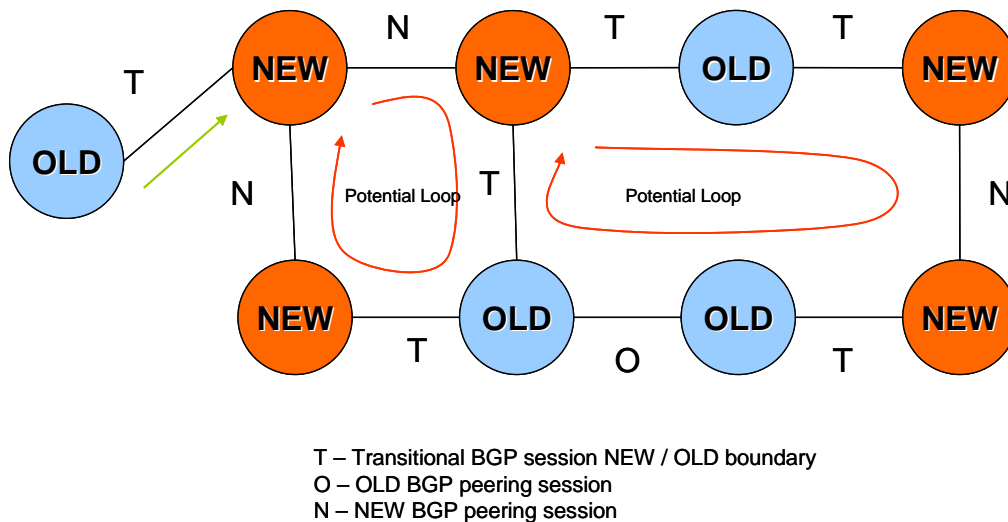 N
T
T
T
NEW
NEW
OLD
NEW
OLD
N
Potential Loop
T
Potential Loop
N
NEW
OLD
OLD
NEW
T
O
T
T – Transitional BGP session NEW / OLD boundary
O – OLD BGP peering session
N – NEW BGP peering session